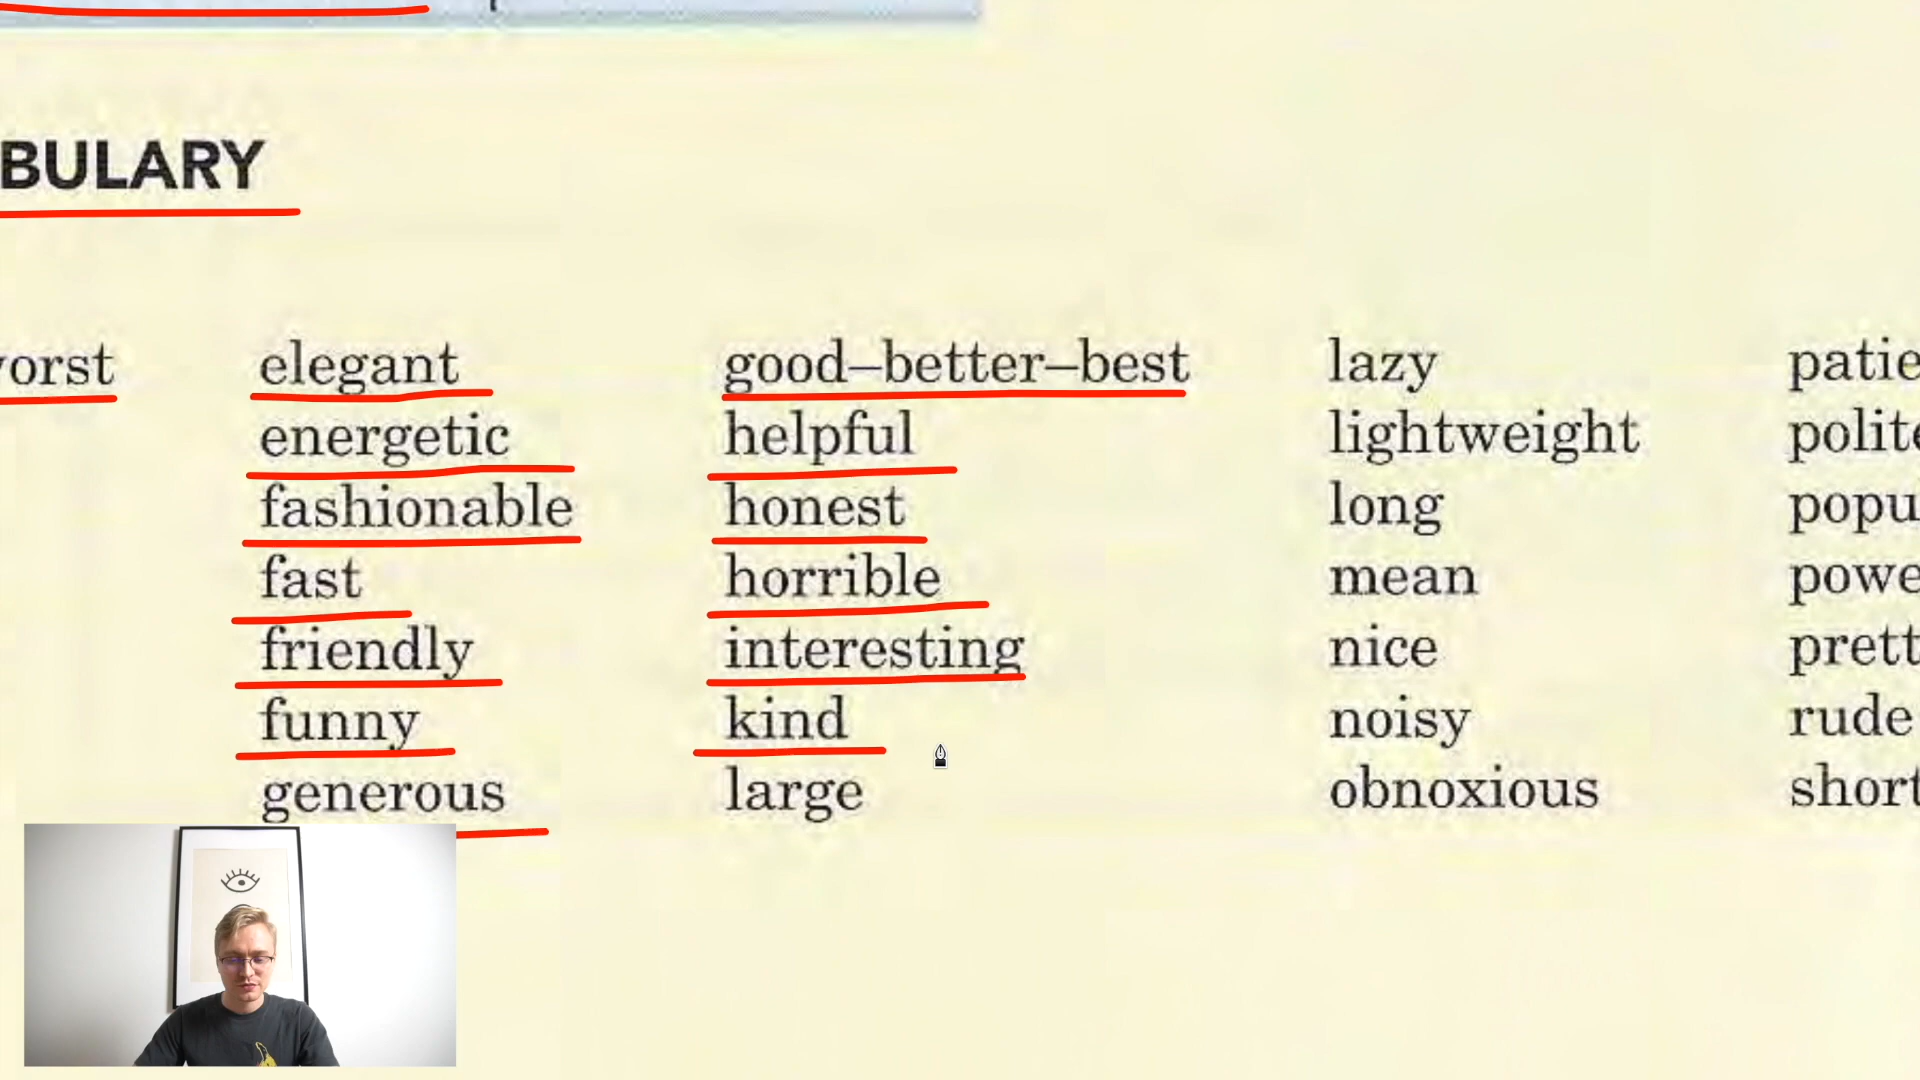 BULARY
elegant good–better–best lazy
energetic helpful lightweight
fashionable honest long
fast horrible mean
friendly interesting nice
funny kind noisy rude
generous large obnoxious short